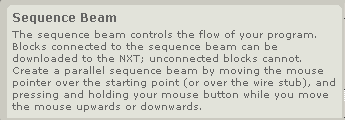 Sequence Beam
The sequence beam controls the flow of your program.
Blocks connected to the sequence beam can be
downloaded to the NXT; unconnected blocks cannot.
Create a parallel sequence beam by moving the mouse
pointer over the starting point (or over the wire stub), and
pressing and holding your mouse button while you move
the mouse upwards or downwards.